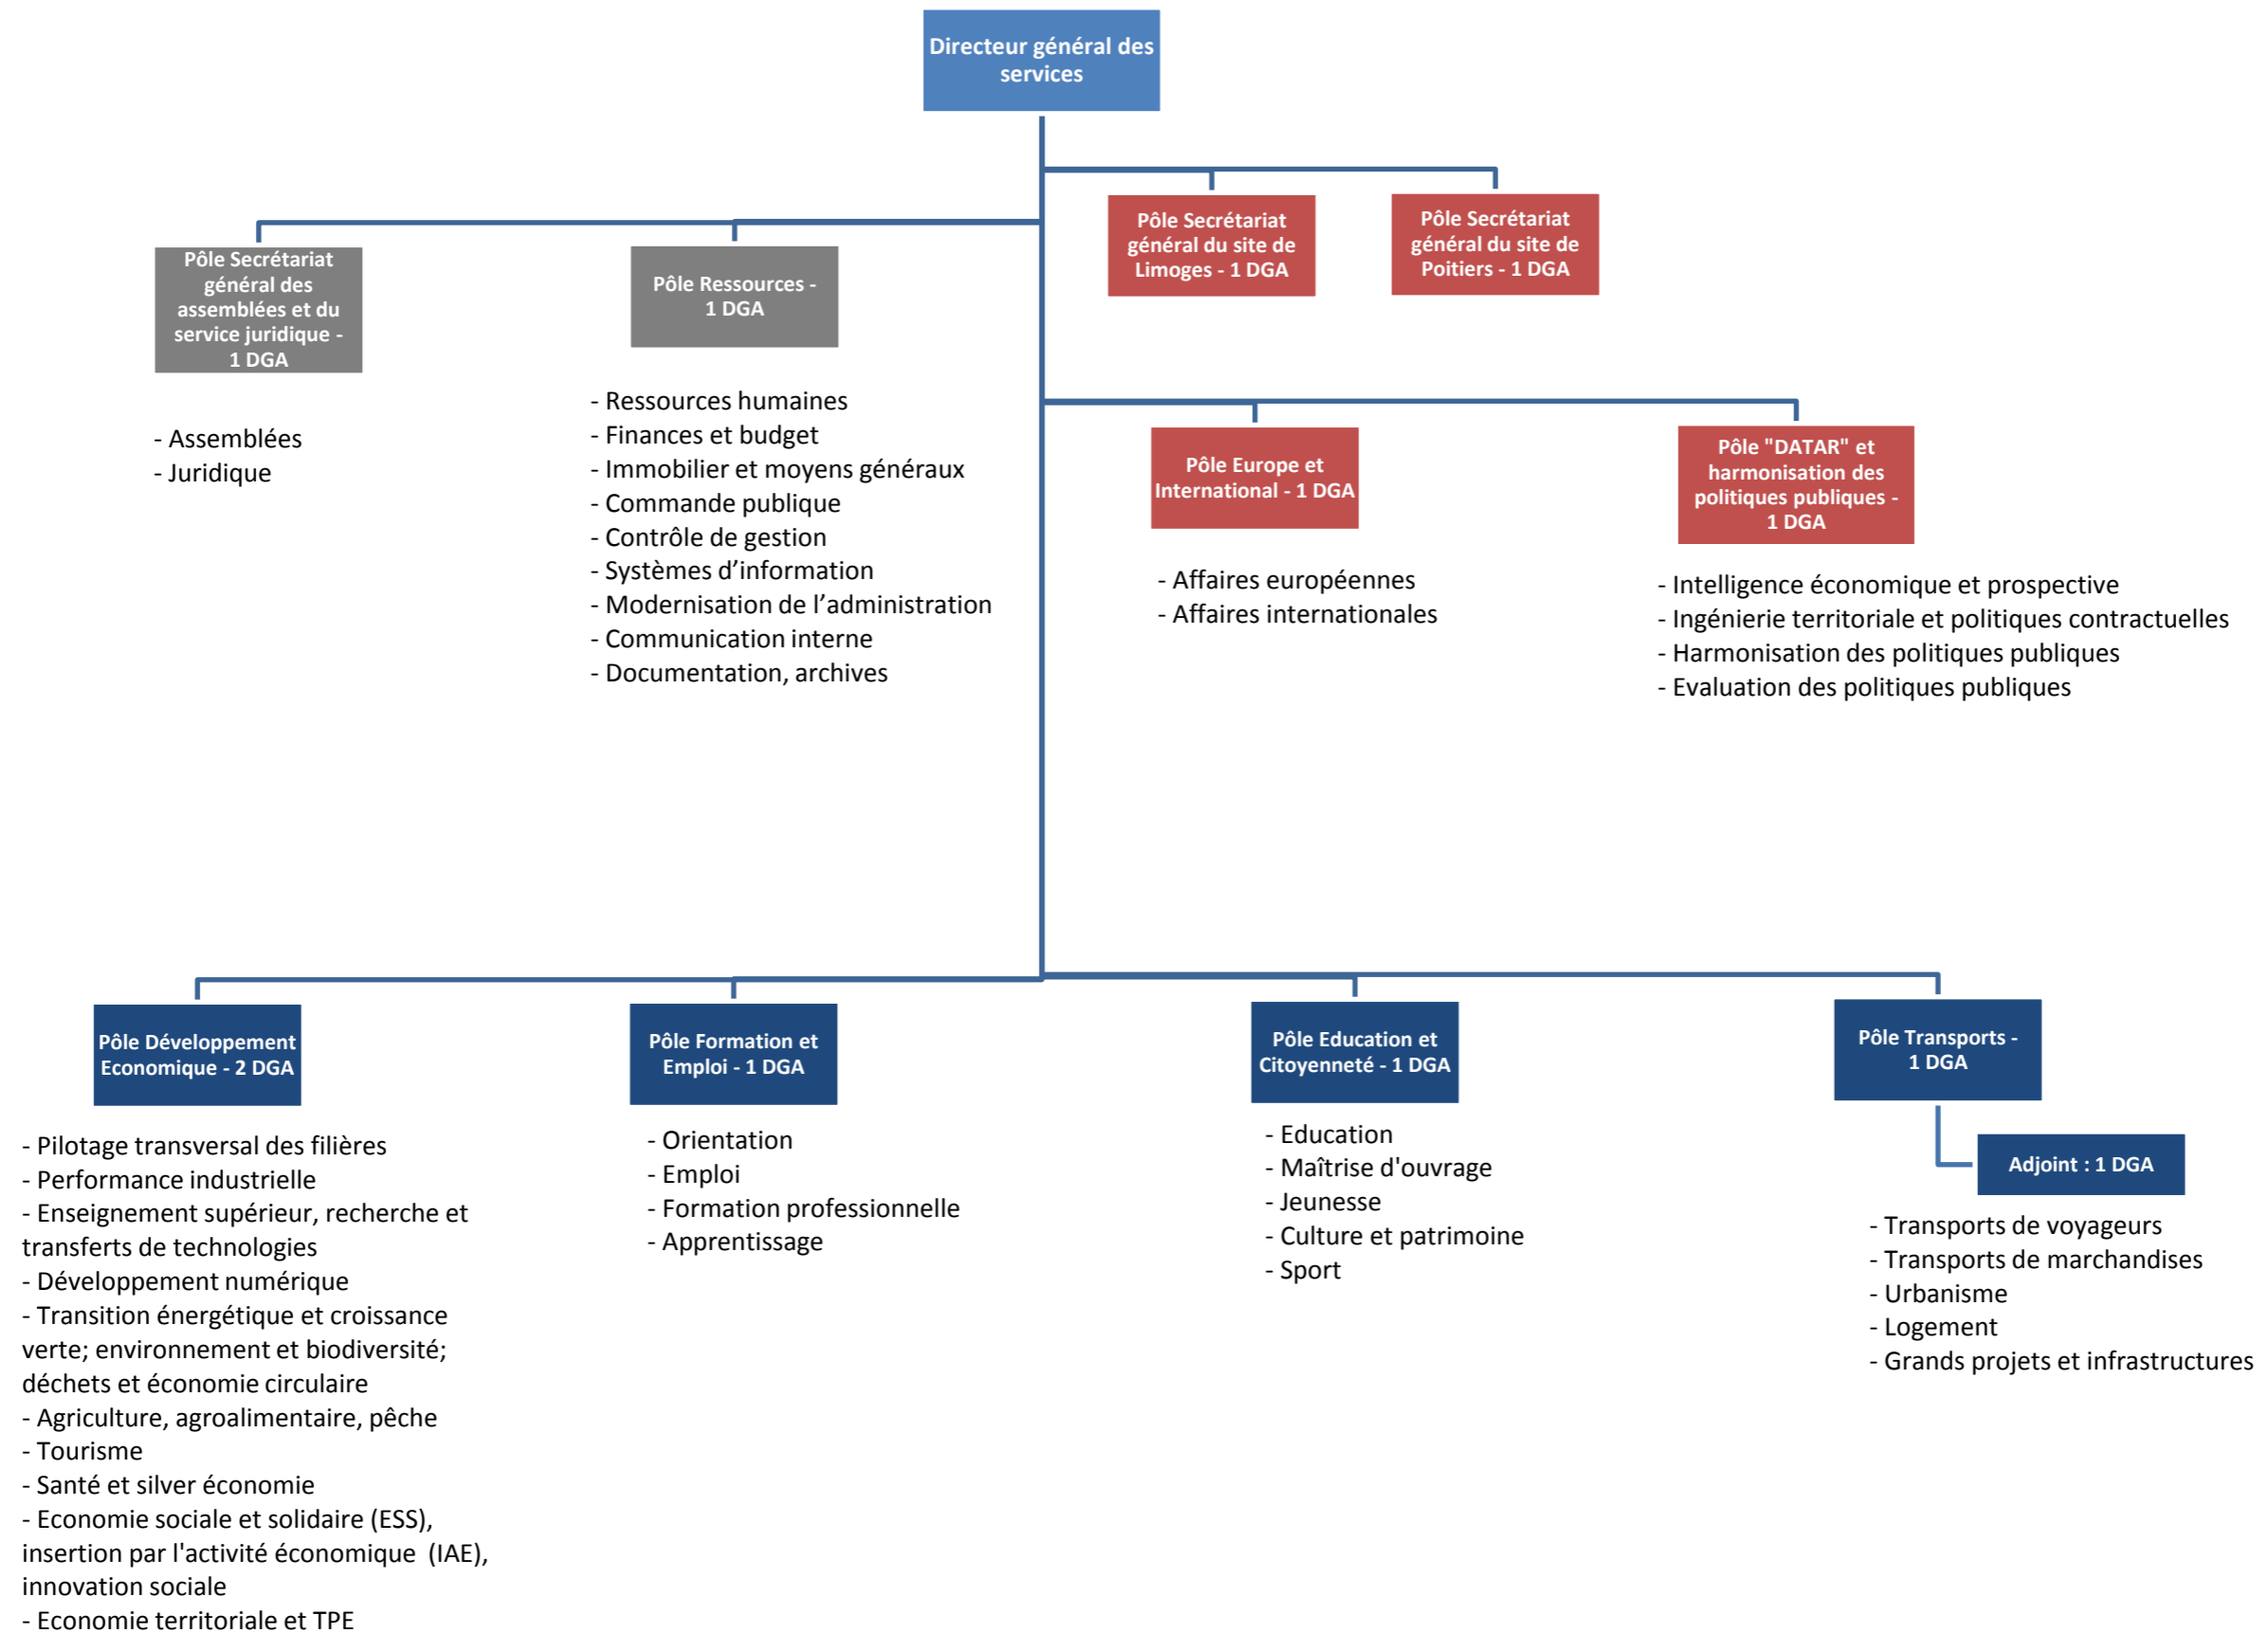 Directeur général des
services
Pôle Secrétariat
général du site de
Limoges - 1 DGA
Pôle Secrétariat
général du site de
Poitiers - 1 DGA
Pôle Secrétariat
général des
assemblées et du
service juridique -
1 DGA
- Assemblées
- Juridique
Pôle Ressources -
1 DGA
- Ressources humaines
- Finances et budget
- Immobilier et moyens généraux
- Commande publique
- Contrôle de gestion
- Systèmes d’information
- Modernisation de l’administration
- Communication interne
- Documentation, archives
Pôle Europe et
International - 1 DGA
- Affaires européennes
- Affaires internationales
Pôle "DATAR" et
harmonisation des
politiques publiques -
1 DGA
- Intelligence économique et prospective
- Ingénierie territoriale et politiques contractuelles
- Harmonisation des politiques publiques
- Evaluation des politiques publiques
Pôle Développement
Economique - 2 DGA
- Pilotage transversal des filières
- Performance industrielle
- Enseignement supérieur, recherche et
transferts de technologies
- Développement numérique
- Transition énergétique et croissance
verte; environnement et biodiversité;
déchets et économie circulaire
- Agriculture, agroalimentaire, pêche
- Tourisme
- Santé et silver économie
- Economie sociale et solidaire (ESS),
insertion par l'activité économique  (IAE),
innovation sociale
- Economie territoriale et TPE
Pôle Formation et
Emploi - 1 DGA
- Orientation
- Emploi
- Formation professionnelle
- Apprentissage
Pôle Education et
Citoyenneté - 1 DGA
- Education
- Maîtrise d'ouvrage
- Jeunesse
- Culture et patrimoine
- Sport
Pôle Transports -
1 DGA
Adjoint : 1 DGA
- Transports de voyageurs
- Transports de marchandises
- Urbanisme
- Logement
- Grands projets et infrastructures